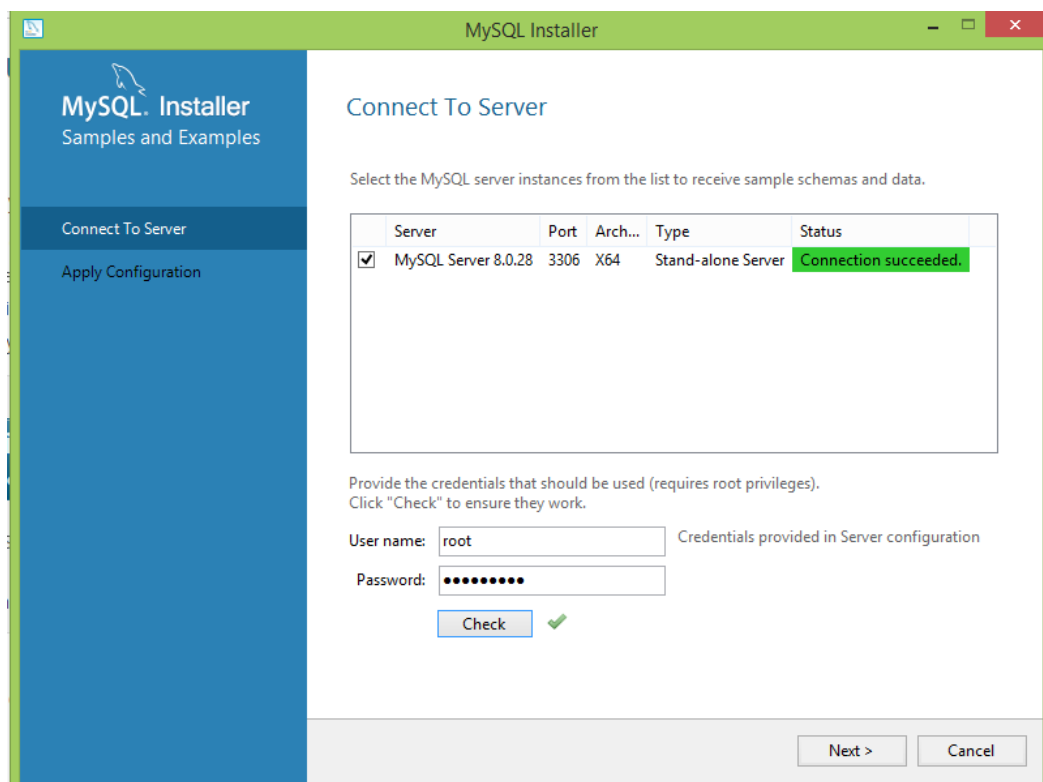 MySQL Installer
MySQL. Installer
Samples and Examples
Connect To Server
Apply Configuration
Connect To Server
Select the MySQL server instances from the list to receive sample schemas and data.
Server Port Arch... Type Status
MySQL Server 8.0.28 3306 X64 Stand-alone Server Connection succeeded.
Provide the credentials that should be used (requires root privileges).
Click "Check" to ensure they work.
User name: root Credentials provided in Server configuration
Password: ●●●●●●●●●
Check
Next > Cancel